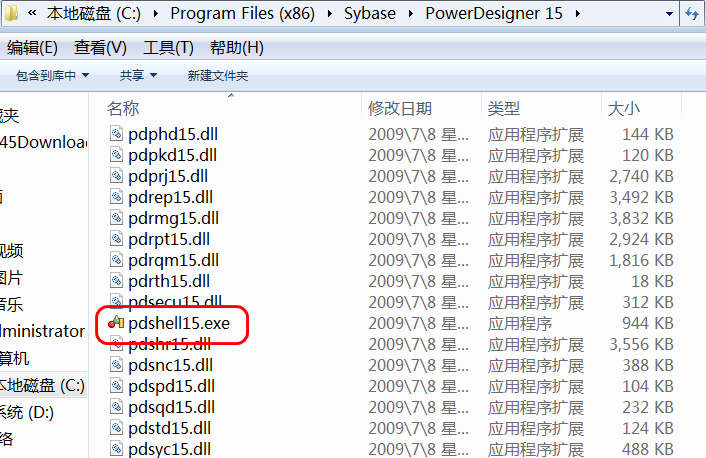 « 本地磁盘 (C:) Program Files (x86) Sybase PowerDesigner 15
编辑(E) 查看(V) 工具(T) 帮助(H)
包含到库中 共享 新建文件夹
名称 修改日期 类型 大小
pdphd15.dll 2009\7\8 星... 应用程序扩展 144 KB
pdpkd15.dll 2009\7\8 星... 应用程序扩展 120 KB
pdprj15.dll 2009\7\8 星... 应用程序扩展 2,740 KB
pdrep15.dll 2009\7\8 星... 应用程序扩展 3,492 KB
pdrmg15.dll 2009\7\8 星... 应用程序扩展 3,832 KB
pdrpt15.dll 2009\7\8 星... 应用程序扩展 2,924 KB
pdrqm15.dll 2009\7\8 星... 应用程序扩展 1,816 KB
pdrth15.dll 2009\7\8 星... 应用程序扩展 18 KB
pdsecu15.dll 2009\7\8 星... 应用程序扩展 312 KB
pdshell15.exe 2009\7\8 星... 应用程序 944 KB
pdshr15.dll 2009\7\8 星... 应用程序扩展 3,556 KB
pdsnc15.dll 2009\7\8 星... 应用程序扩展 388 KB
pdspd15.dll 2009\7\8 星... 应用程序扩展 104 KB
pdsqd15.dll 2009\7\8 星... 应用程序扩展 232 KB
pdstd15.dll 2009\7\8 星... 应用程序扩展 124 KB
pdsyc15.dll 2009\7\8 星... 应用程序扩展 488 KB
藏夹
45Downloa
面
视频
图片
音乐
dministrator
算机
本地磁盘 (C:)
系统 (D:)
络